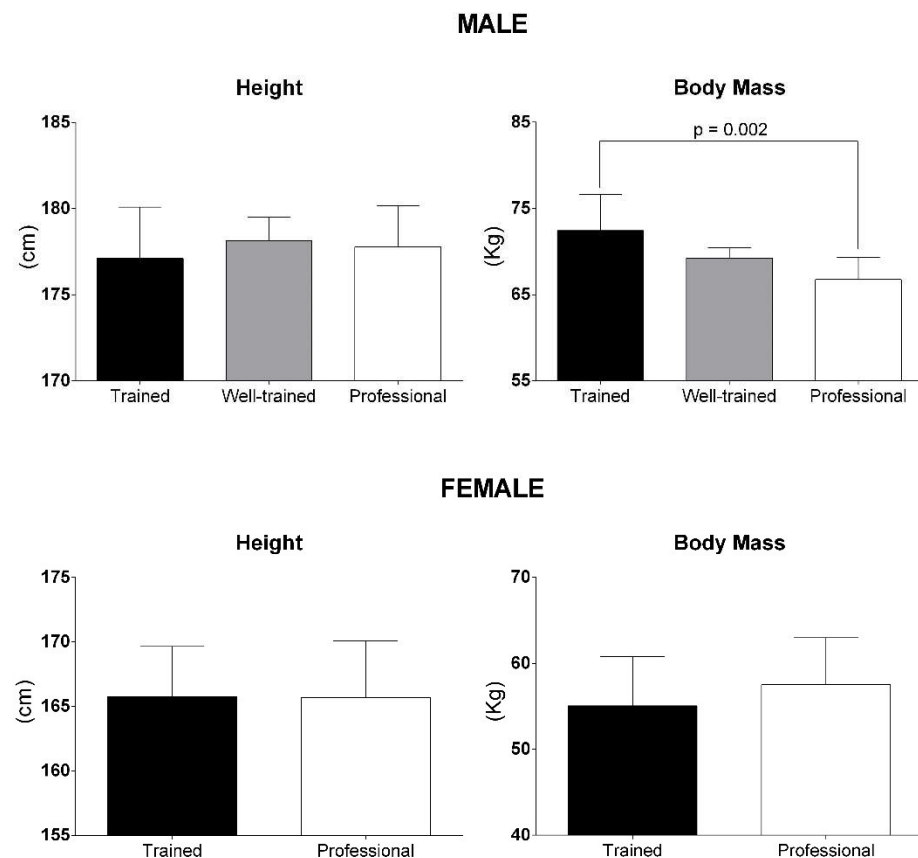 MALE
Height
(cm)
185
180
175
170
Trained Well-trained Professional
Body Mass
p = 0.002
(Kg)
85
75
65
55
Trained Well-trained Professional
FEMALE
Height
(cm)
175
170
165
160
155
Trained Professional
Body Mass
(Kg)
70
60
50
40
Trained Professional